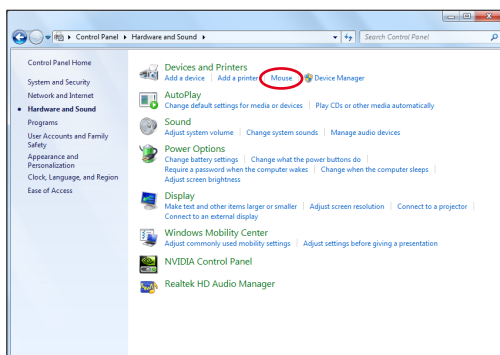 Control Panel ▸ Hardware and Sound ▸
Search Control Panel
Control Panel Home
System and Security
Network and Internet
Hardware and Sound
Programs
User Accounts and Family
Safety
Appearance and
Personalization
Clock, Language, and Region
Ease of Access
Devices and Printers
Add a device | Add a printer | Mouse | Device Manager
AutoPlay
Change default settings for media or devices | Play CDs or other media automatically
Sound
Adjust system volume | Change system sounds | Manage audio devices
Power Options
Change battery settings | Change what the power buttons do |
Require a password when the computer wakes | Change when the computer sleeps |
Adjust screen brightness
Display
Make text and other items larger or smaller | Adjust screen resolution | Connect to a projector |
Connect to an external display
Windows Mobility Center
Adjust commonly used mobility settings | Adjust settings before giving a presentation
NVIDIA Control Panel
Realtek HD Audio Manager